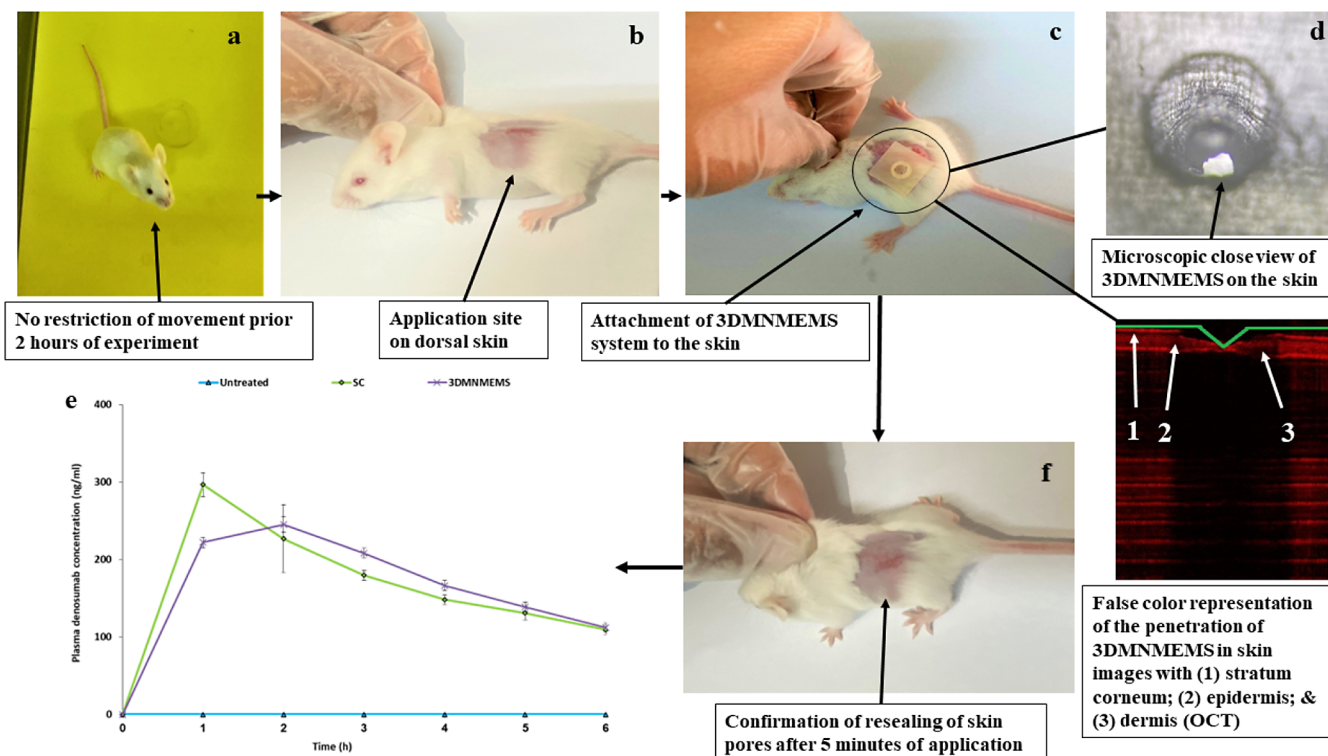 a
b
c
d
No restriction of movement prior
2 hours of experiment
Application site
on dorsal skin
Attachment of 3DMNMEMS
system to the skin
Microscopic close view of
3DMNMEMS on the skin
1
2
3
False color representation
of the penetration of
3DMNMEMS in skin
images with (1) stratum
corneum; (2) epidermis; &
(3) dermis (OCT)
e
Untreated
SC
3DMNMEMS
Plasma denosumab concentration (ng/ml)
400
300
200
100
0
0
1
2
3
4
5
6
Time (h)
f
Confirmation of resealing of skin
pores after 5 minutes of application